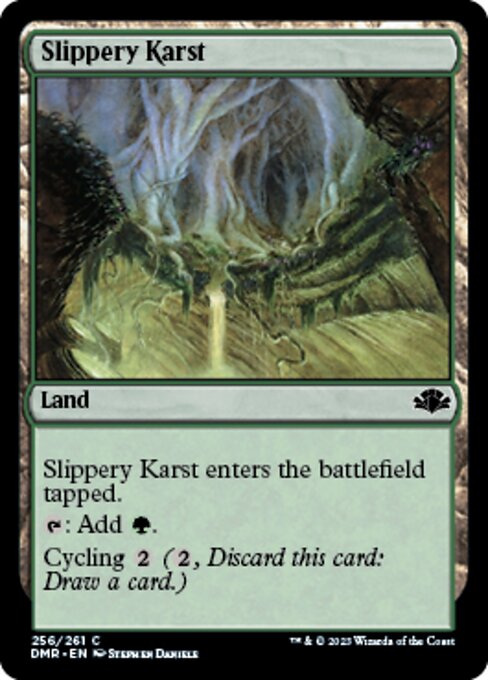 Slippery Karst
Land
Slippery Karst enters the battlefield
tapped.
: Add .
Cycling 2 (2, Discard this card:
Draw a card.)
256/261 C
DMR • EN Stephen Daniele
™ & © 2023 Wizards of the Coast